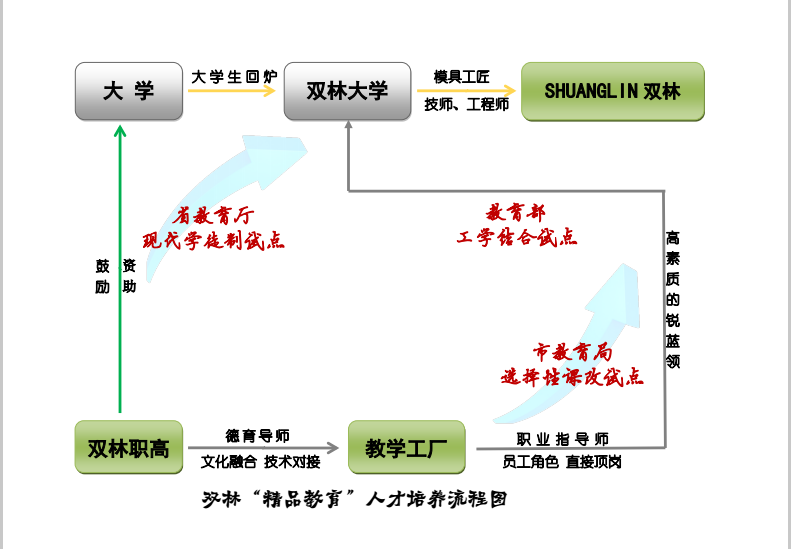 大 学
大学生回炉
双林大学
模具工匠
技师、工程师
SHUANGLIN 双林
省教育厅
现代学徒制试点
教育部
工学结合试点
鼓励
资助
高素质的锐蓝领
市教育局
选择性课改试点
双林职高
德育导师
文化融合 技术对接
教学工厂
职业指导师
员工角色 直接顶岗
双林“精品教育”人才培养流程图